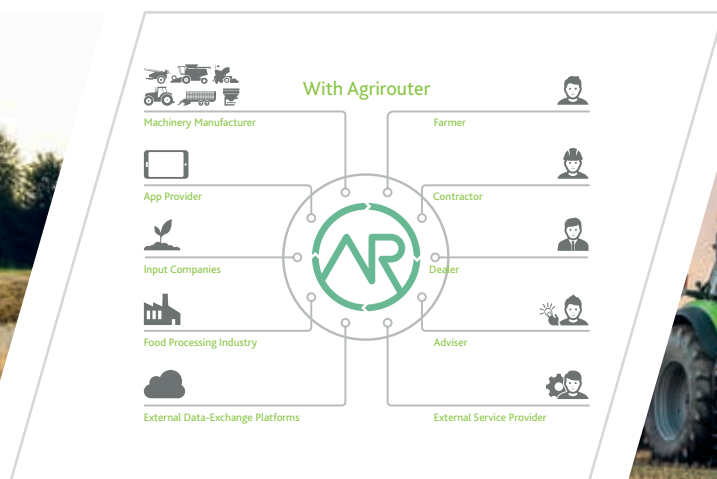 With Agrirouter
Machinery Manufacturer
Farmer
App Provider
Contractor
Input Companies
Dealer
Food Processing Industry
Adviser
External Data-Exchange Platforms
External Service Provider
AR